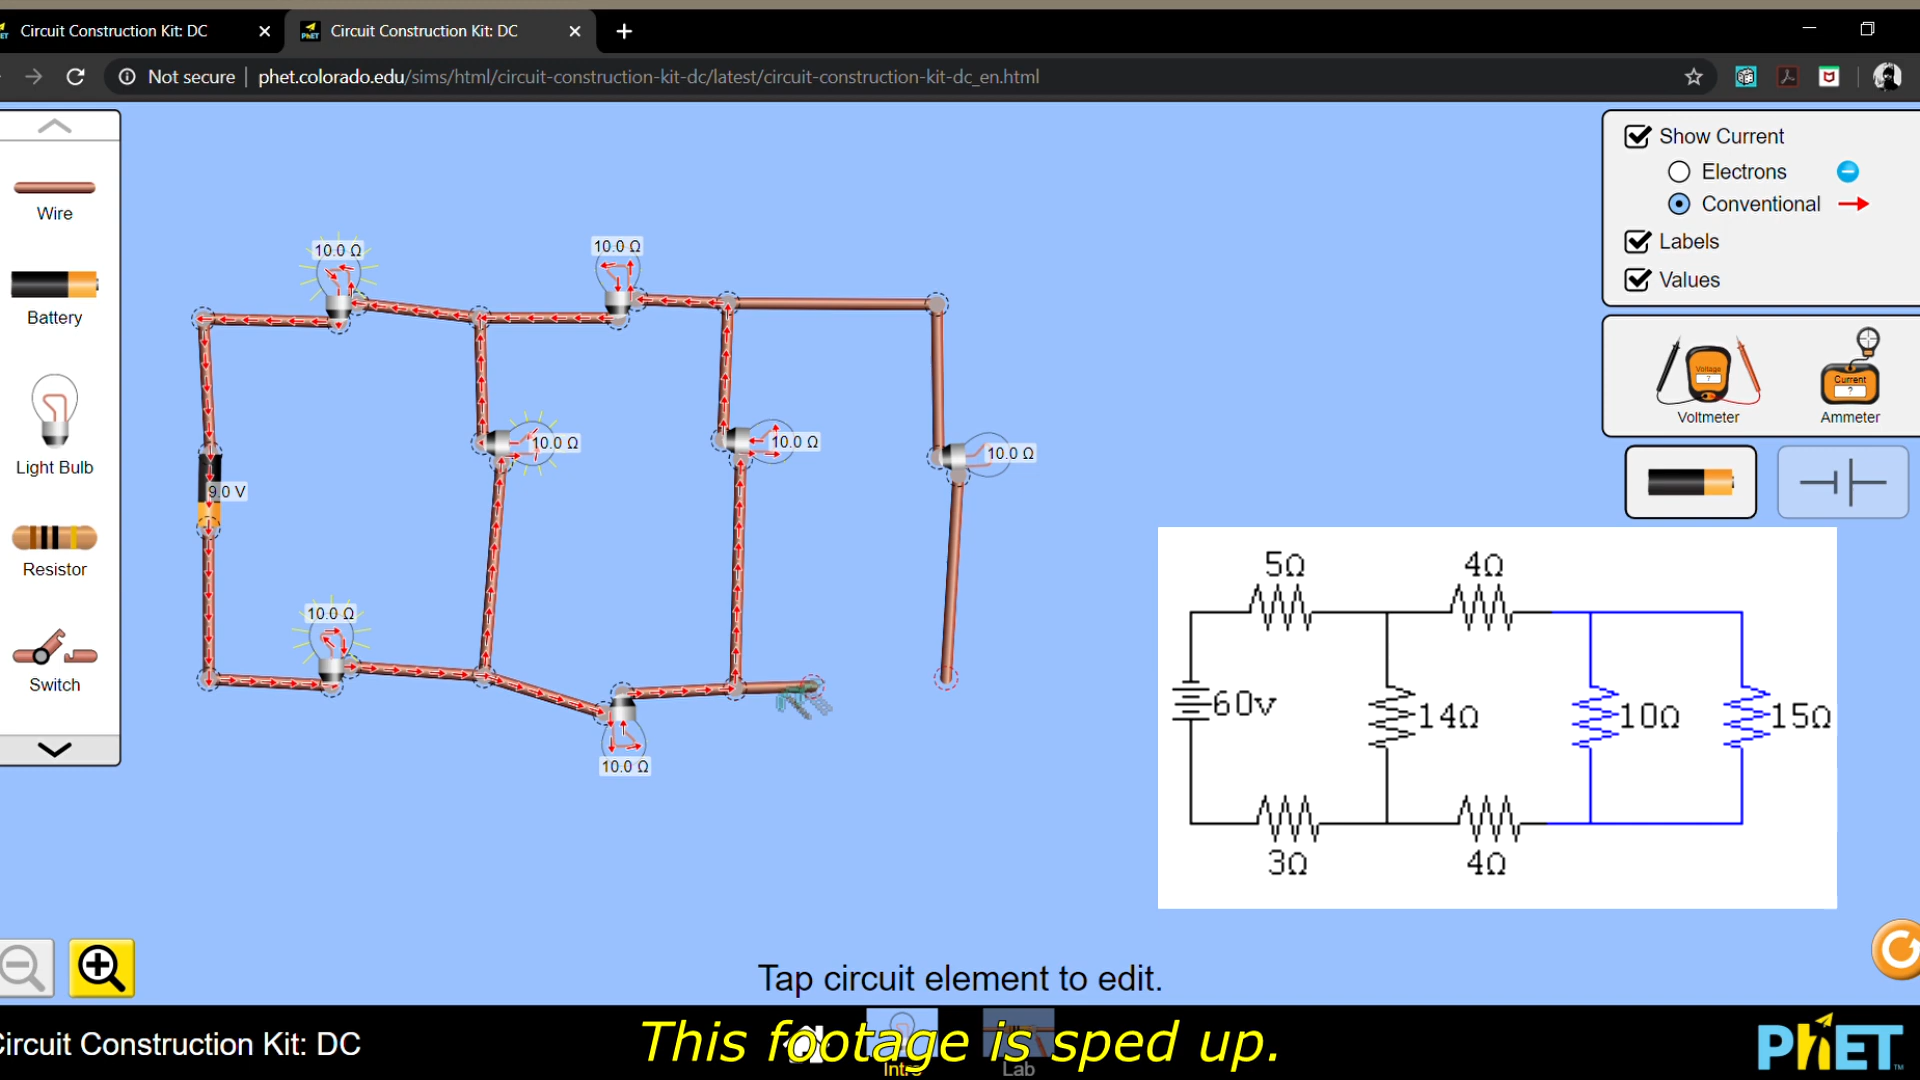 Circuit Construction Kit: DC
Circuit Construction Kit: DC
Not secure
phet.colorado.edu/sims/html/circuit-construction-kit-dc/latest/circuit-construction-kit-dc_en.html
Wire
Battery
Light Bulb
Resistor
Switch
10.0 Ω
10.0 Ω
10.0 Ω
10.0 Ω
10.0 Ω
9.0 V
10.0 Ω
10.0 Ω
Show Current
Electrons
Conventional
Labels
Values
Voltage
?
Voltmeter
Current
?
Ammeter
5Ω
4Ω
60v
14Ω
10Ω
15Ω
3Ω
4Ω
Tap circuit element to edit.
Circuit Construction Kit: DC
This footage is sped up.
Intro
Lab
PhET